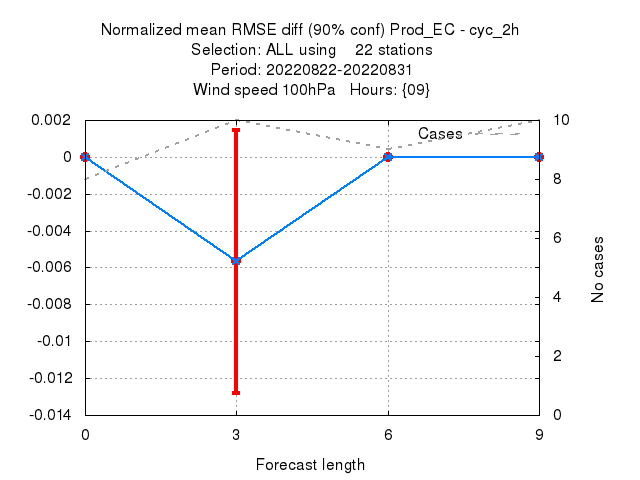 Normalized mean RMSE diff (90% conf) Prod_EC - cyc_2h
Selection: ALL using    22 stations
Period: 20220822-20220831
Wind speed 100hPa   Hours: {09}
0.002
0
-0.002
-0.004
-0.006
-0.008
-0.01
-0.012
-0.014
Cases
10
8
6
4
2
0
No cases
0 3 6 9
Forecast length